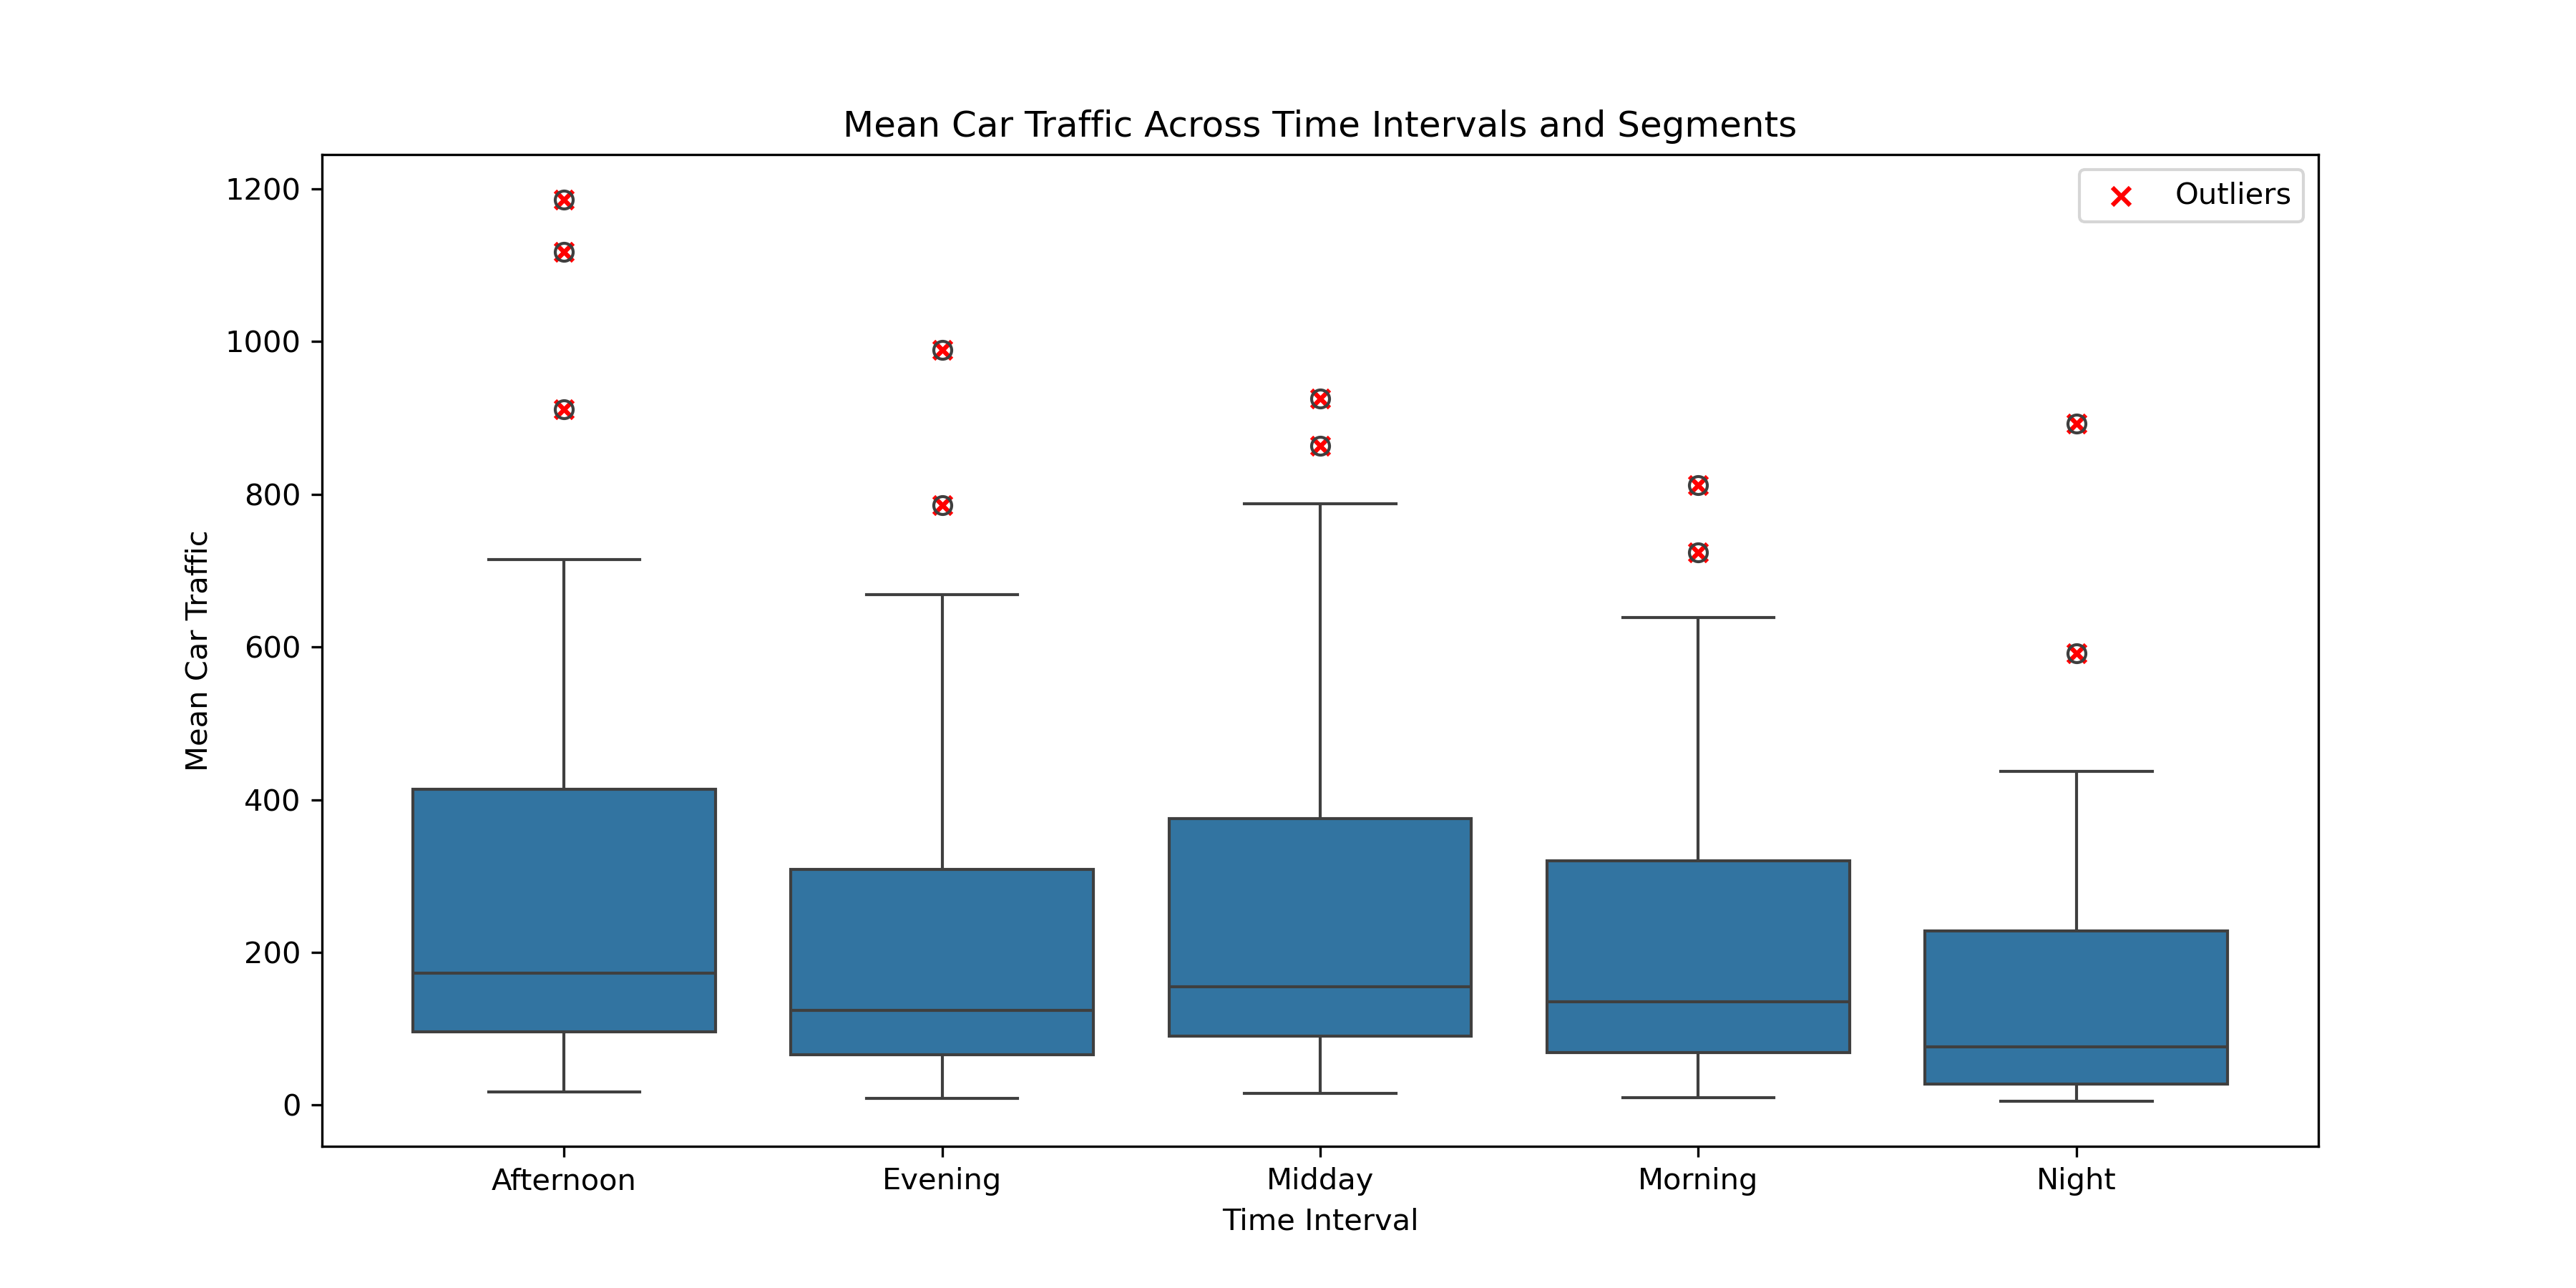 Mean Car Traffic Across Time Intervals and Segments
Outliers
1200
1000
800
600
400
200
0
Mean Car Traffic
Afternoon Evening Midday Morning Night
Time Interval